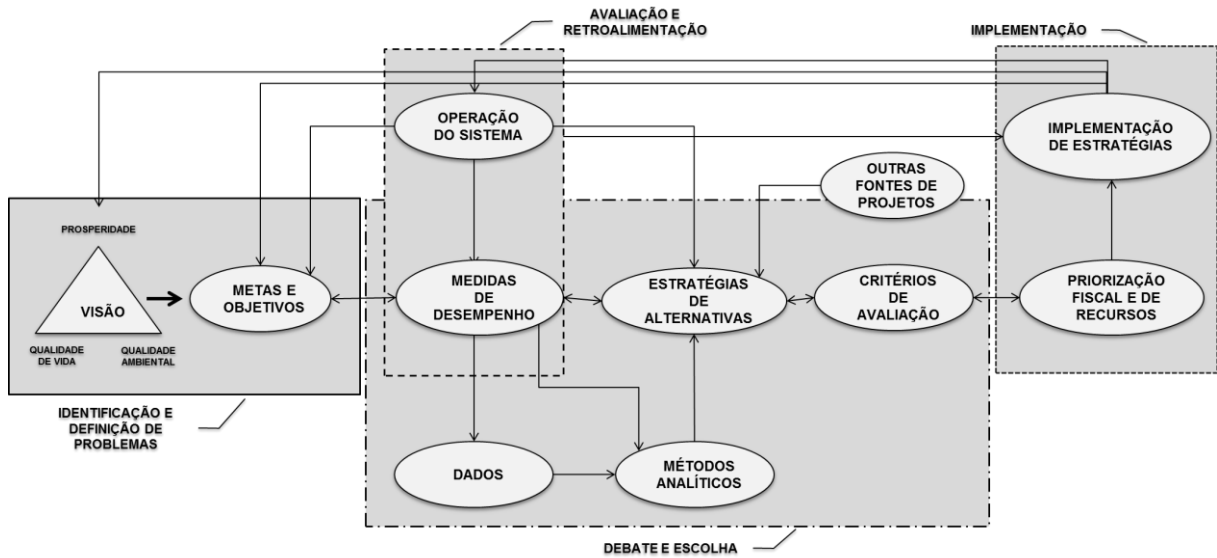 AVALIAÇÃO E
RETROALIMENTAÇÃO
IMPLEMENTAÇÃO
OPERAÇÃO
DO SISTEMA
IMPLEMENTAÇÃO
DE ESTRATÉGIAS
OUTRAS
FONTES DE
PROJETOS
PROSPERIDADE
VISÃO
QUALIDADE
DE VIDA
QUALIDADE
AMBIENTAL
METAS E
OBJETIVOS
MEDIDAS
DE
DESEMPENHO
ESTRATÉGIAS
DE
ALTERNATIVAS
CRITÉRIOS
DE
AVALIAÇÃO
PRIORIZAÇÃO
FISCAL E DE
RECURSOS
IDENTIFICAÇÃO E
DEFINIÇÃO DE
PROBLEMAS
DADOS
MÉTODOS
ANALÍTICOS
DEBATE E ESCOLHA